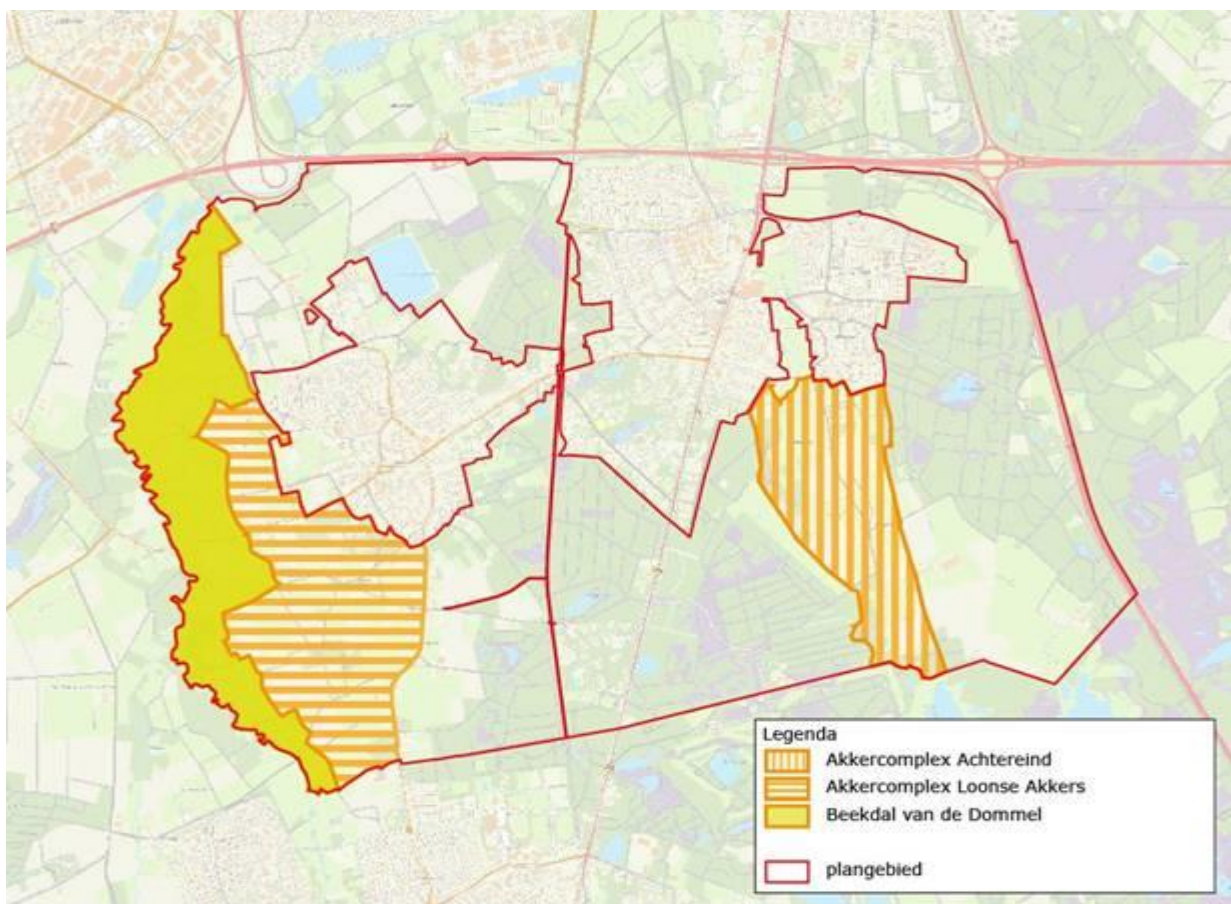 Legenda
Akkercomplex Achtereind
Akkercomplex Loonse Akkers
Beekdal van de Dommel
plangebied